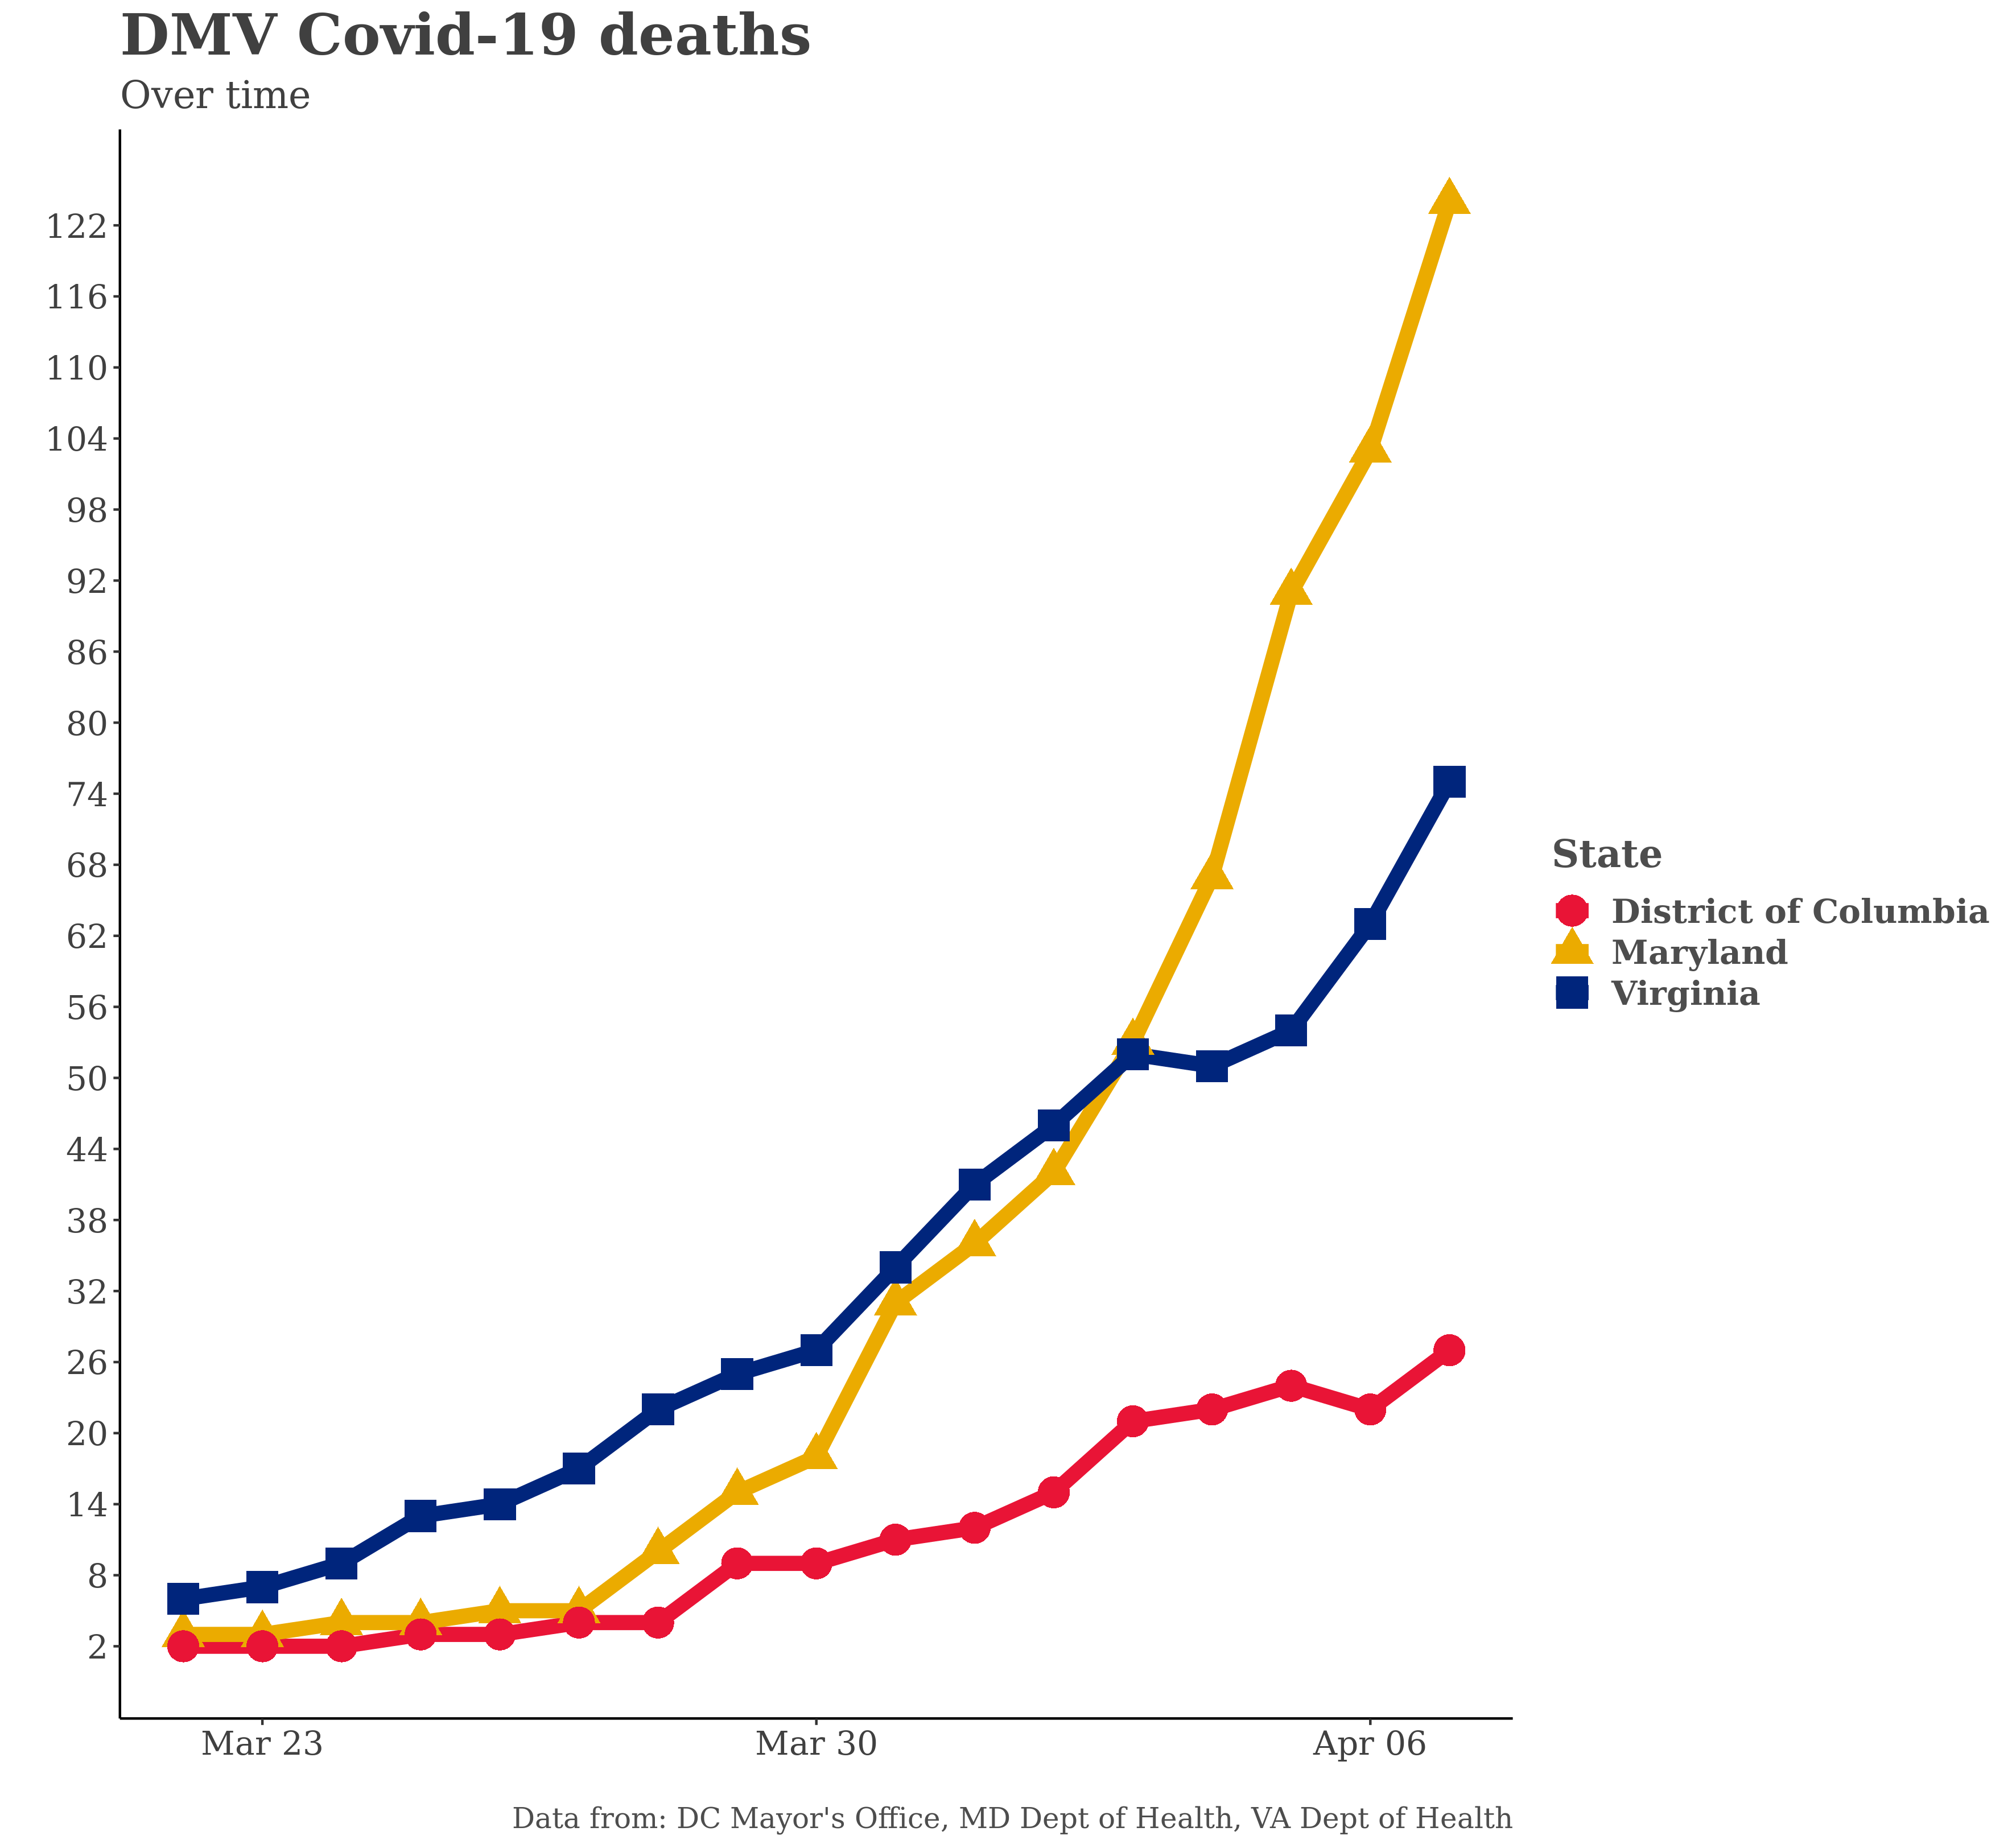 DMV Covid-19 deaths
Over time
122
116
110
104
98
92
86
80
74
68
62
56
50
44
38
32
26
20
14
8
2
Mar 23 Mar 30 Apr 06
State
District of Columbia
Maryland
Virginia
Data from: DC Mayor's Office, MD Dept of Health, VA Dept of Health